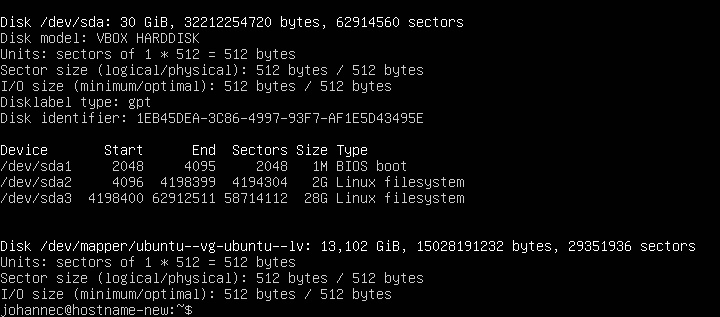 Disk /dev/sda: 30 GiB, 32212254720 bytes, 62914560 sectors
Disk model: VBOX HARDDISK
Units: sectors of 1 * 512 = 512 bytes
Sector size (logical/physical): 512 bytes / 512 bytes
I/O size (minimum/optimal): 512 bytes / 512 bytes
Disklabel type: gpt
Disk identifier: 1EB45DEA-3C86-4997-93F7-AF1E5D43495E
Device       Start      End  Sectors Size Type
/dev/sda1     2048     4095     2048   1M BIOS boot
/dev/sda2     4096  4198399  4194304   2G Linux filesystem
/dev/sda3  4198400 62912511 58714112  28G Linux filesystem
Disk /dev/mapper/ubuntu--vg-ubuntu--lv: 13,102 GiB, 15028191232 bytes, 29351936 sectors
Units: sectors of 1 * 512 = 512 bytes
Sector size (logical/physical): 512 bytes / 512 bytes
I/O size (minimum/optimal): 512 bytes / 512 bytes
johannec@hostname-new:~$